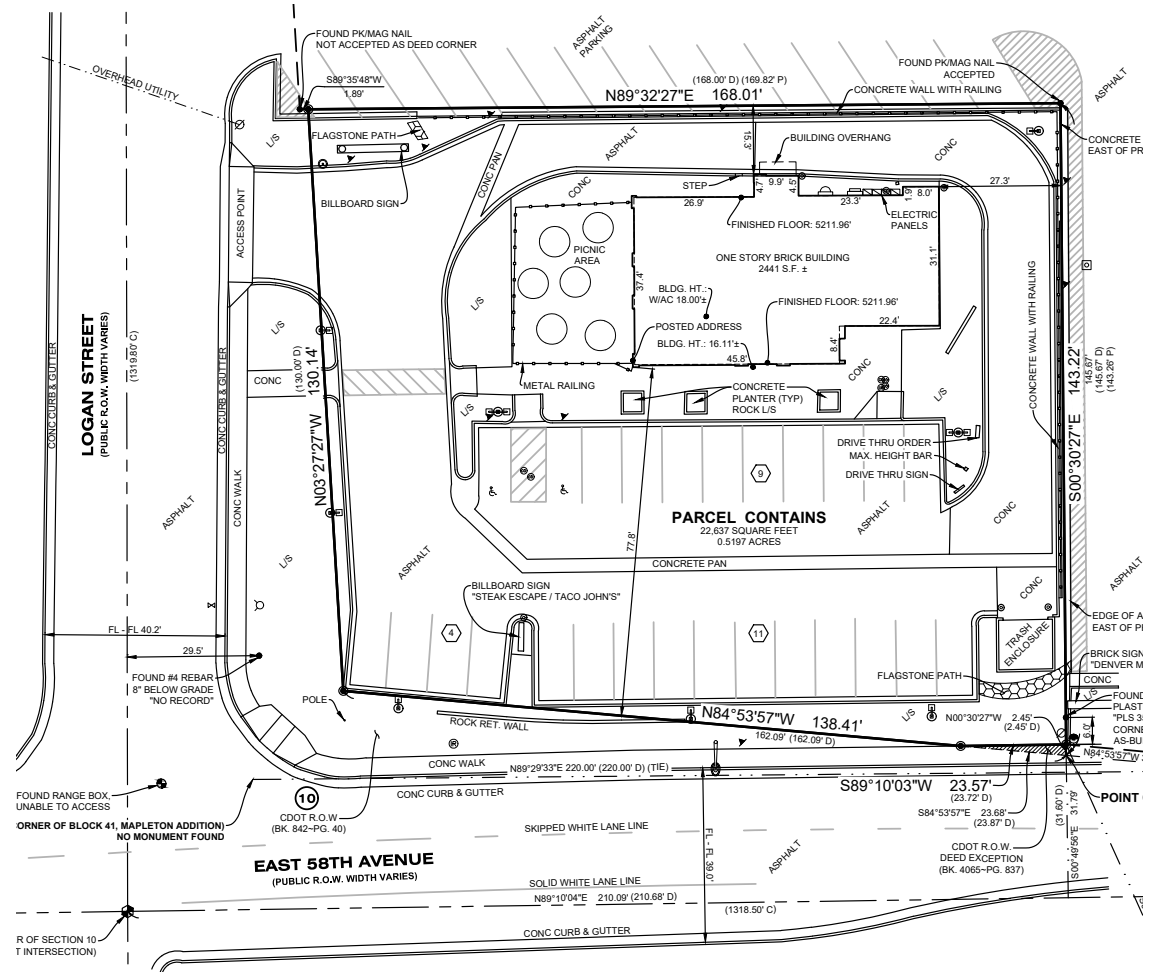 FOUND PK/MAG NAIL
NOT ACCEPTED AS DEED CORNER
ASPHALT
ASPHALT
PARKING
FOUND PK/MAG NAIL
ACCEPTED
OVERHEAD UTILITY
S89°35'48"W
1.89'
(168.00' D) (169.82' P)
N89°32'27"E 168.01'
CONCRETE WALL WITH RAILING
ASPHALT
L/S
FLAGSTONE PATH
ASPHALT
15.3'
BUILDING OVERHANG
CONC
CONCRETE
EAST OF PR
CONC PAN
CONC
STEP
4.7'
9.9'
4.5'
27.3'
BILLBOARD SIGN
26.9'
23.3'
1.9'
8.0'
ELECTRIC
PANELS
ACCESS POINT
FINISHED FLOOR: 5211.96'
PICNIC
AREA
ONE STORY BRICK BUILDING
2441 S.F. ±
31.1'
37.4'
BLDG. HT.:
W/AC 18.00'±
FINISHED FLOOR: 5211.96'
L/S
L/S
POSTED ADDRESS
22.4'
BLDG. HT.: 16.11'±
8.4'
45.8'
CONCRETE WALL WITH RAILING
LOGAN STREET
(PUBLIC R.O.W. WIDTH VARIES)
(1319.80' C)
CONC CURB & GUTTER
CONC CURB & GUTTER
CONC
(130.00' D)
130.14'
N03°27'27"W
METAL RAILING
CONCRETE
PLANTER (TYP)
ROCK L/S
CONC
L/S
L/S
S00°30'27"E 143.22'
145.67'
(145.67' D)
(143.26' P)
DRIVE THRU ORDER
MAX. HEIGHT BAR
DRIVE THRU SIGN
9
CONC WALK
ASPHALT
PARCEL CONTAINS
22,637 SQUARE FEET
0.5197 ACRES
ASPHALT
CONC
77.8'
L/S
ASPHALT
CONCRETE PAN
CONC
ASPHALT
BILLBOARD SIGN
"STEAK ESCAPE / TACO JOHN'S"
EDGE OF A
EAST OF PI
FL - FL 40.2'
4
11
TRASH
ENCLOSURE
29.5'
BRICK SIGN
"DENVER M
FOUND #4 REBAR
8" BELOW GRADE
"NO RECORD"
FLAGSTONE PATH
CONC
L/S
POLE
ROCK RET. WALL
N84°53'57"W 138.41'
162.09' (162.09' D)
L/S
N00°30'27"W 2.45'
(2.45' D)
6.0'
FOUND
PLAST
"PLS 3
CORNE
AS-BU
CONC WALK
N89°29'33"E 220.00' (220.00' D) (TIE)
N84°53'57"W
FOUND RANGE BOX,
UNABLE TO ACCESS
10
CONC CURB & GUTTER
S89°10'03"W 23.57'
(23.72' D)
S84°53'57"E 23.68'
(23.87' D)
(31.60' D)
31.79'
S00°49'56"E
POINT
CDOT R.O.W
(BK. 842~PG. 40)
ORNER OF BLOCK 41, MAPLETON ADDITION)
NO MONUMENT FOUND
SKIPPED WHITE LANE LINE
FL - FL 39.0'
ASPHALT
CDOT R.O.W.
DEED EXCEPTION
(BK. 4065~PG. 837)
EAST 58TH AVENUE
(PUBLIC R.O.W. WIDTH VARIES)
SOLID WHITE LANE LINE
N89°10'04"E 210.09' (210.68' D)
(1318.50' C)
CONC CURB & GUTTER
R OF SECTION 10
T INTERSECTION)